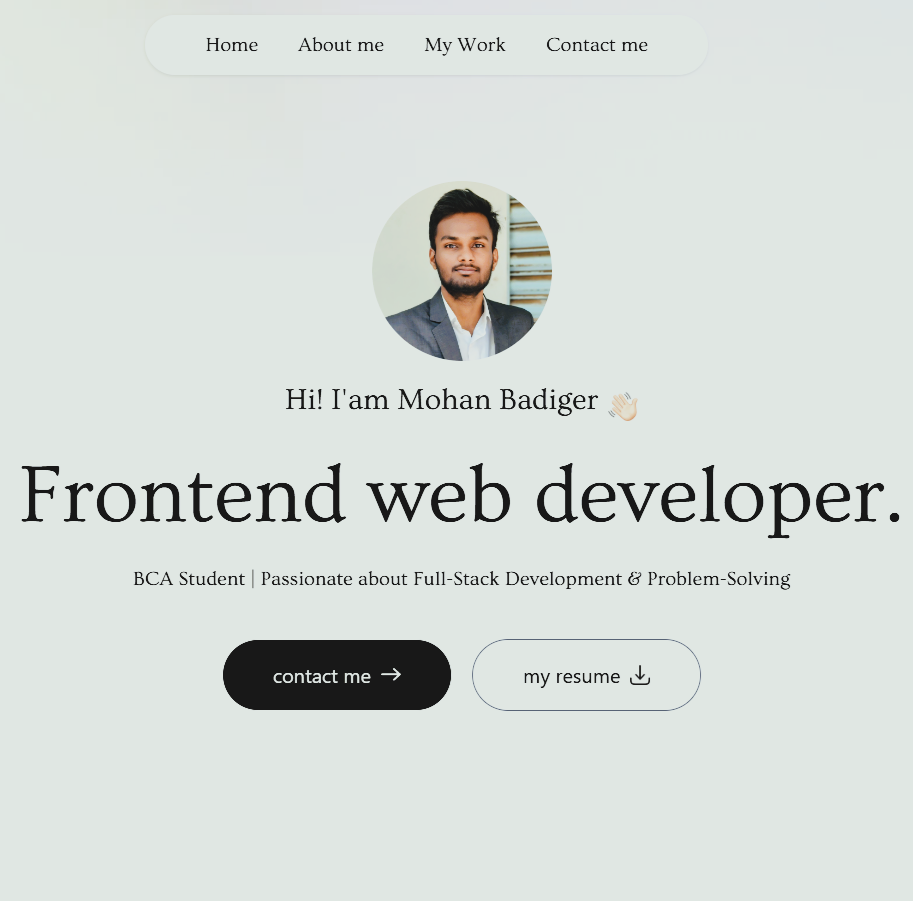 Home About me My Work Contact me
Hi! I'am Mohan Badiger 👋🏻
Frontend web developer.
BCA Student | Passionate about Full-Stack Development & Problem-Solving
contact me → my resume